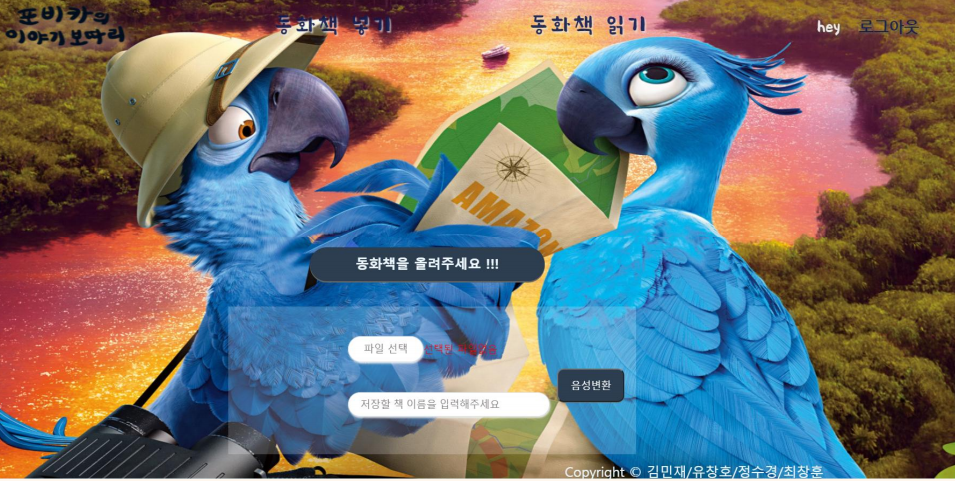 포비카의
이야기 보따리
동화책 넣기
동화책 읽기
hey
로그아웃
AMAZON
동화책을 올려주세요 !!!
파일 선택
저장할 책 이름을 입력해주세요
음성변환
Copyright © 김민재/유창호/정수경/최창훈